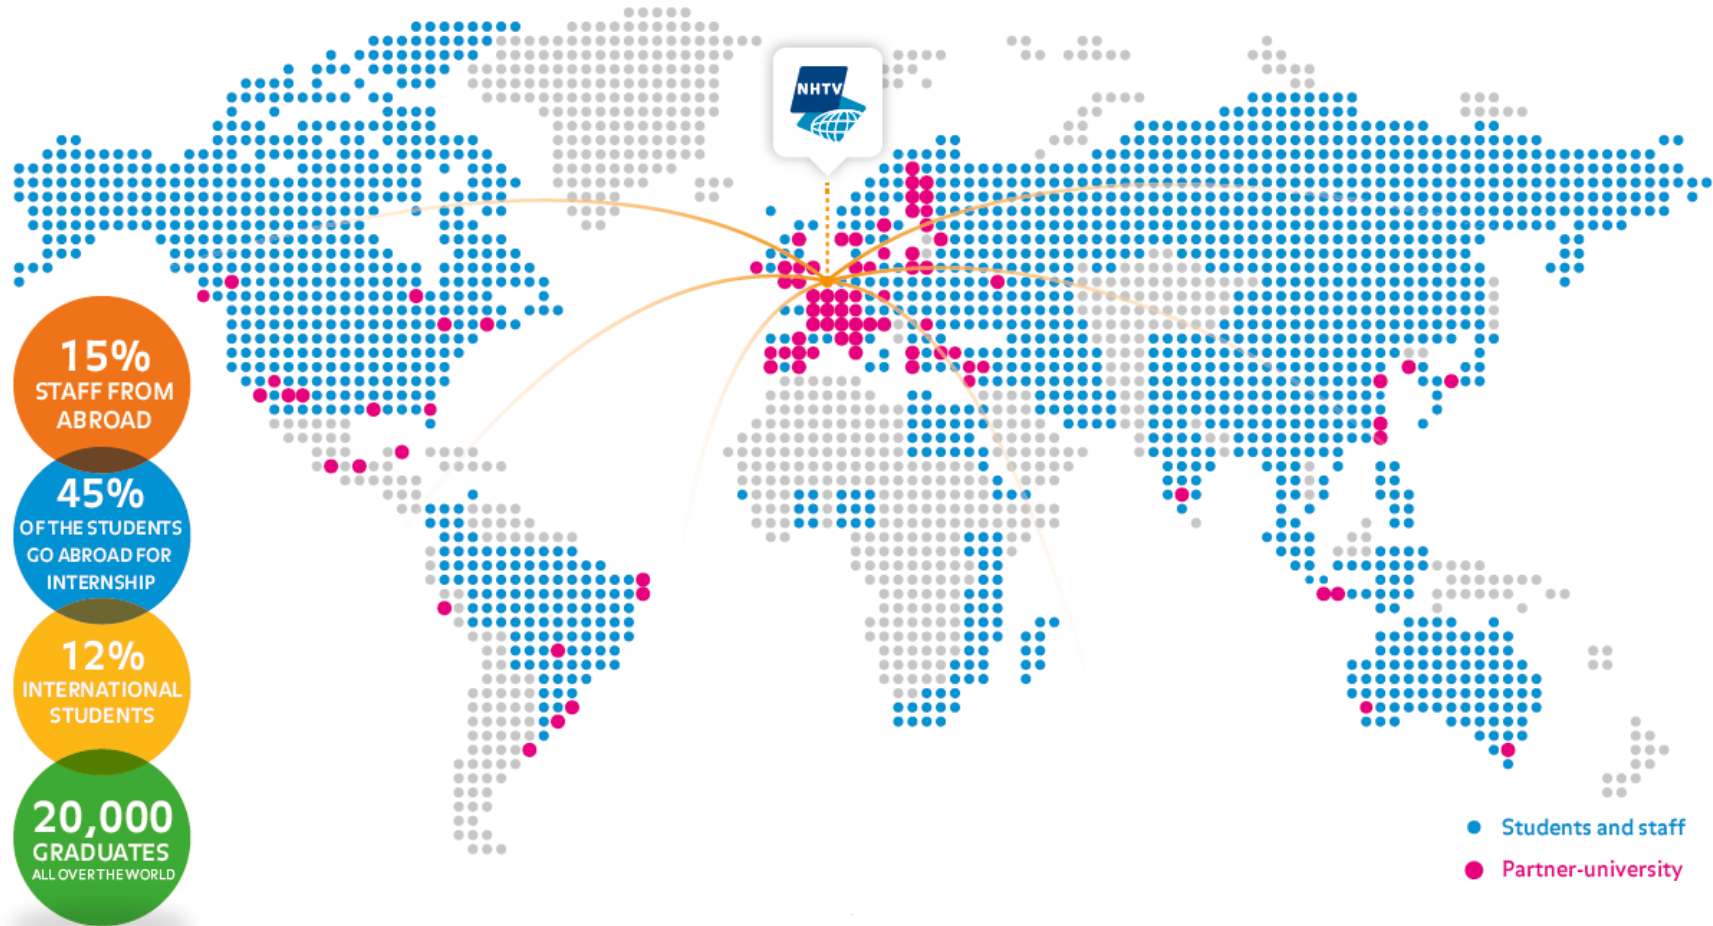 NHTV
15%
STAFF FROM
ABROAD
45%
OF THE STUDENTS
GO ABROAD FOR
INTERNSHIP
12%
INTERNATIONAL
STUDENTS
20,000
GRADUATES
ALL OVER THE WORLD
Students and staff
Partner-university